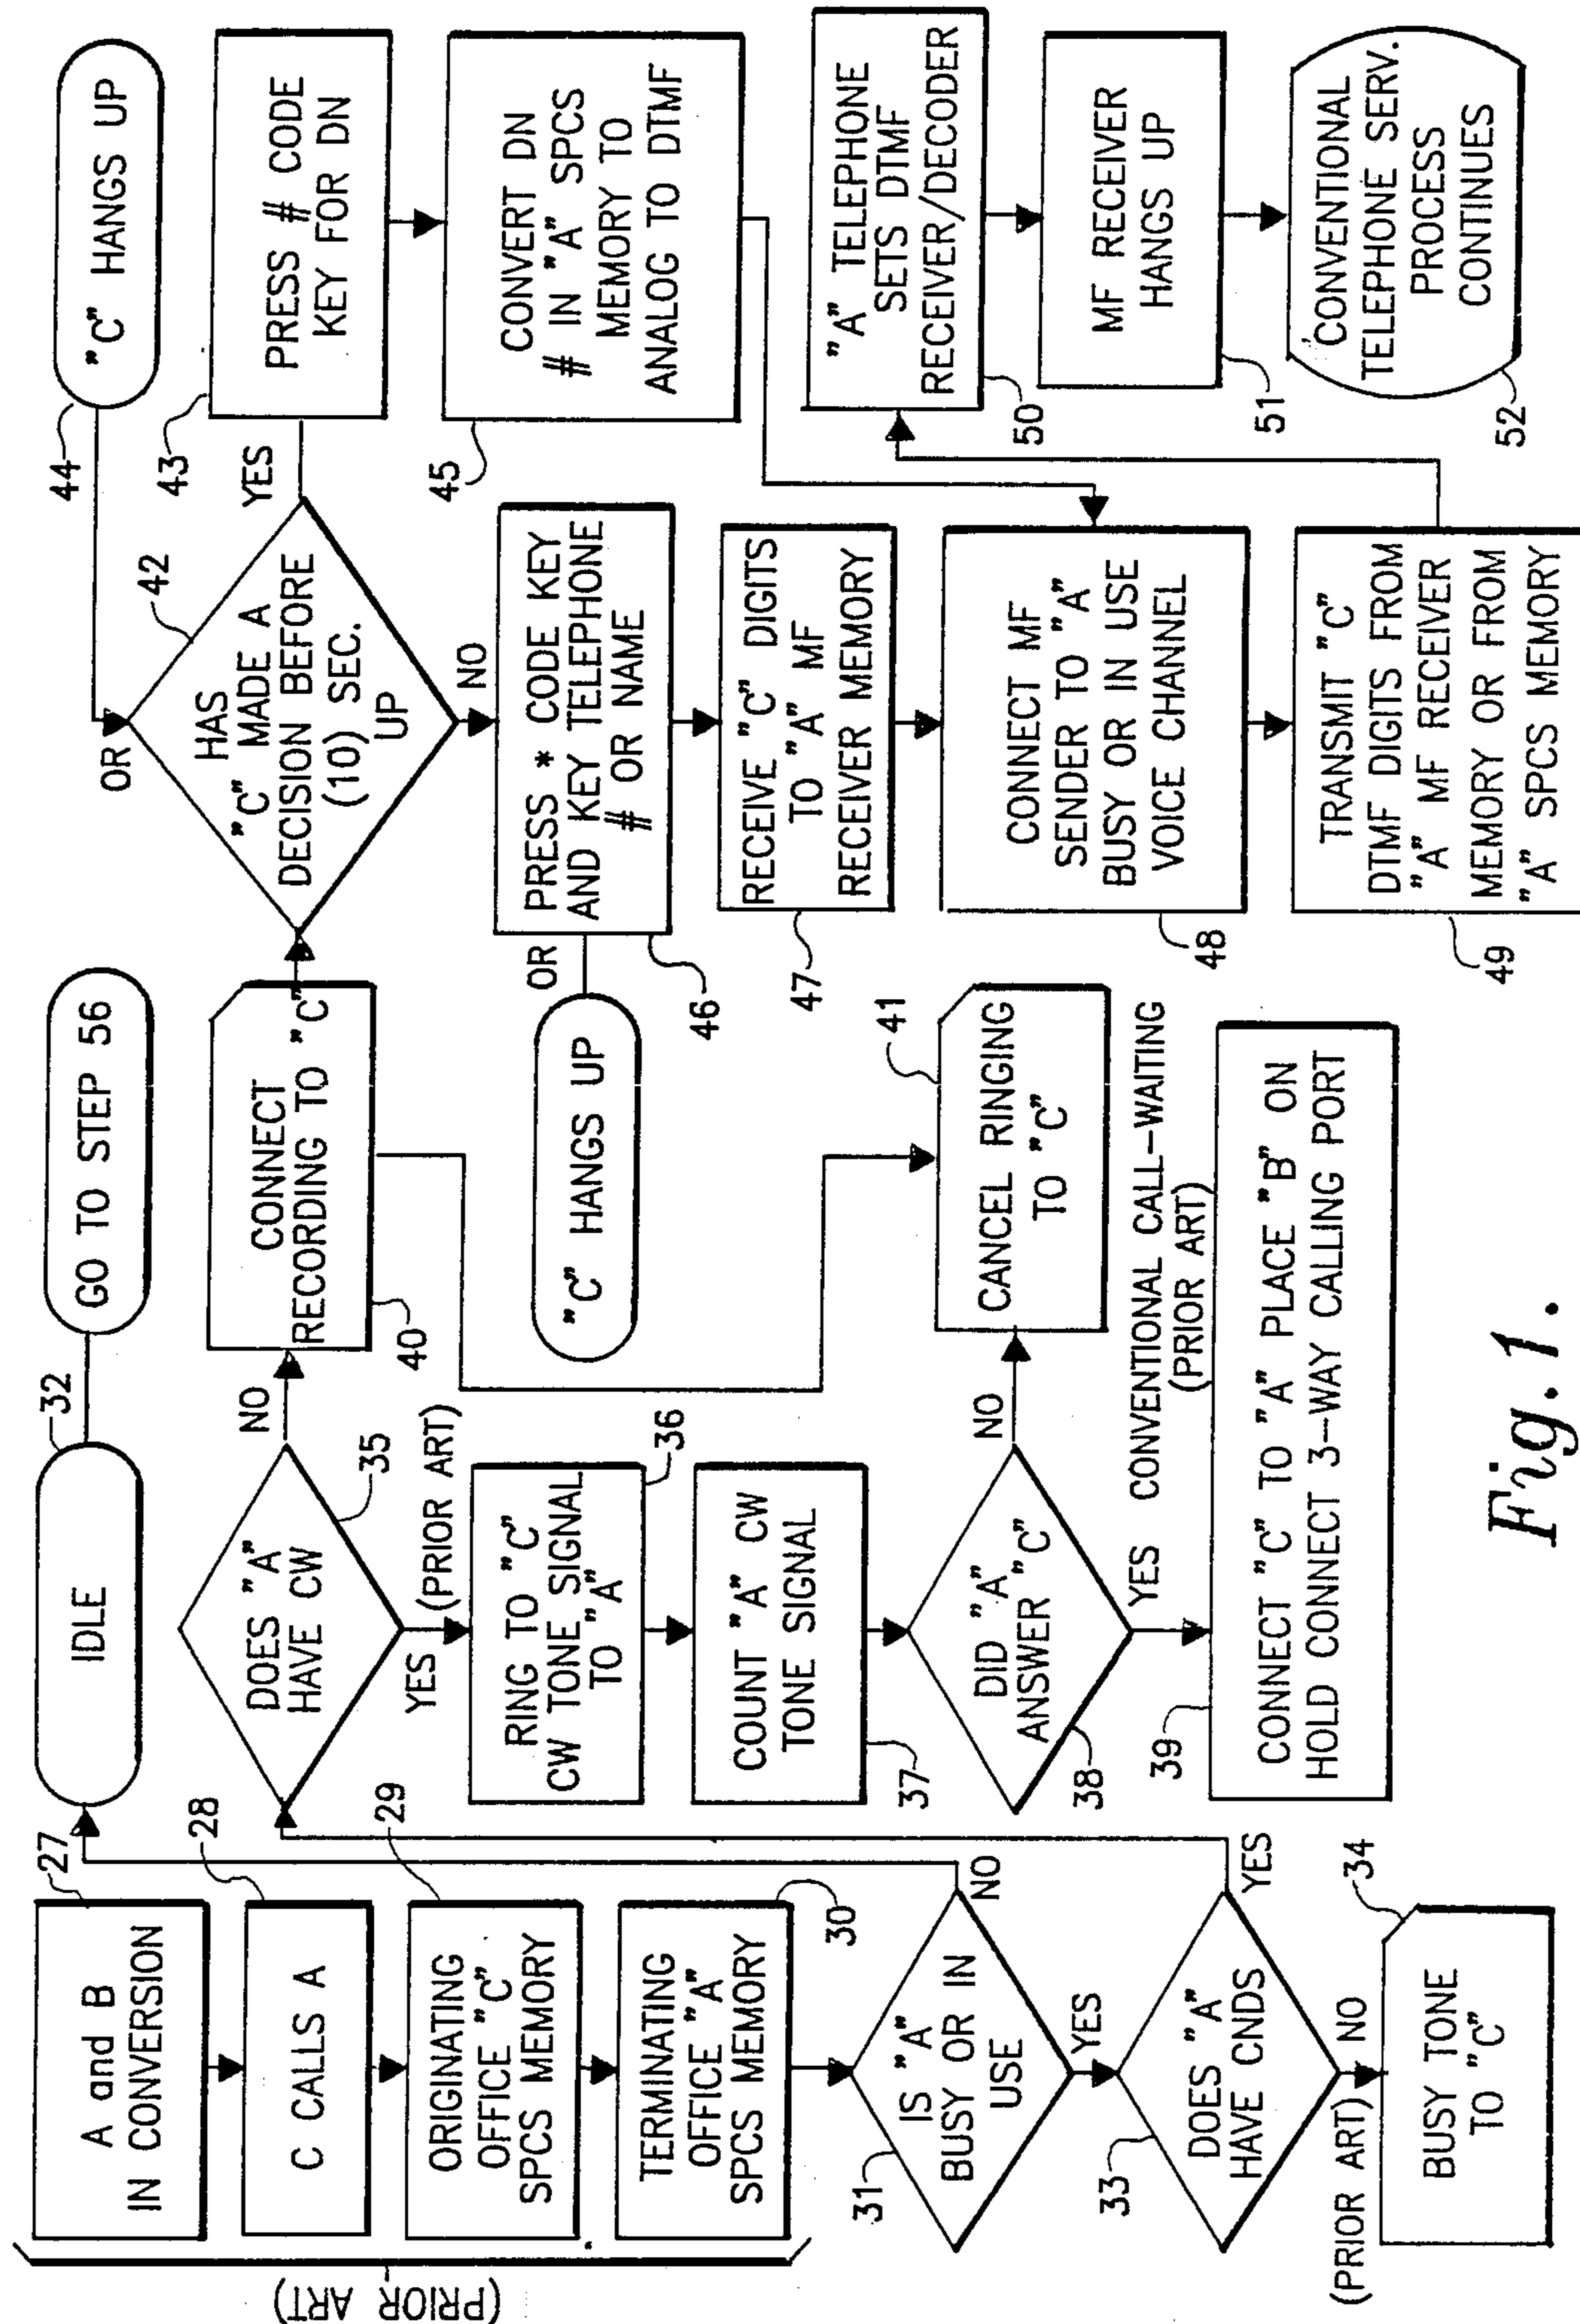 (PRIOR ART)
A and B
IN CONVERSION
27
C CALLS A
28
ORIGINATING
OFFICE "C"
SPCS MEMORY
29
TERMINATING
OFFICE "A"
SPCS MEMORY
30
IS "A"
BUSY OR IN
USE
31
NO
YES
DOES "A"
HAVE CNDS
33
YES
(PRIOR ART) NO
BUSY TONE
TO "C"
34
IDLE
32
GO TO STEP 56
DOES "A"
HAVE CW
35
NO
YES (PRIOR ART)
RING TO "C"
CW TONE SIGNAL
TO "A"
36
COUNT "A" CW
TONE SIGNAL
37
DID "A"
ANSWER "C"
38
NO
YES CONVENTIONAL CALL-WAITING
(PRIOR ART)
CONNECT "C" TO "A" PLACE "B" ON
HOLD CONNECT 3-WAY CALLING PORT
39
CONNECT
RECORDING TO "C"
40
CANCEL RINGING
TO "C"
41
"C" HANGS UP
OR
"C" HANGS UP
44
OR
HAS
"C" MADE A
DECISION BEFORE
(10) SEC.
UP
42
YES
NO
PRESS # CODE
KEY FOR DN
43
CONVERT DN
# IN "A" SPCS
MEMORY TO
ANALOG TO DTMF
45
PRESS * CODE KEY
AND KEY TELEPHONE
# OR NAME
46
RECEIVE "C" DIGITS
TO "A" MF
RECEIVER MEMORY
47
CONNECT MF
SENDER TO "A"
BUSY OR IN USE
VOICE CHANNEL
48
TRANSMIT "C"
DTMF DIGITS FROM
"A" MF RECEIVER
MEMORY OR FROM
"A" SPCS MEMORY
49
"A" TELEPHONE
SETS DTMF
RECEIVER/DECODER
50
MF RECEIVER
HANGS UP
51
CONVENTIONAL
TELEPHONE SERV.
PROCESS
CONTINUES
52
Fig. 1.